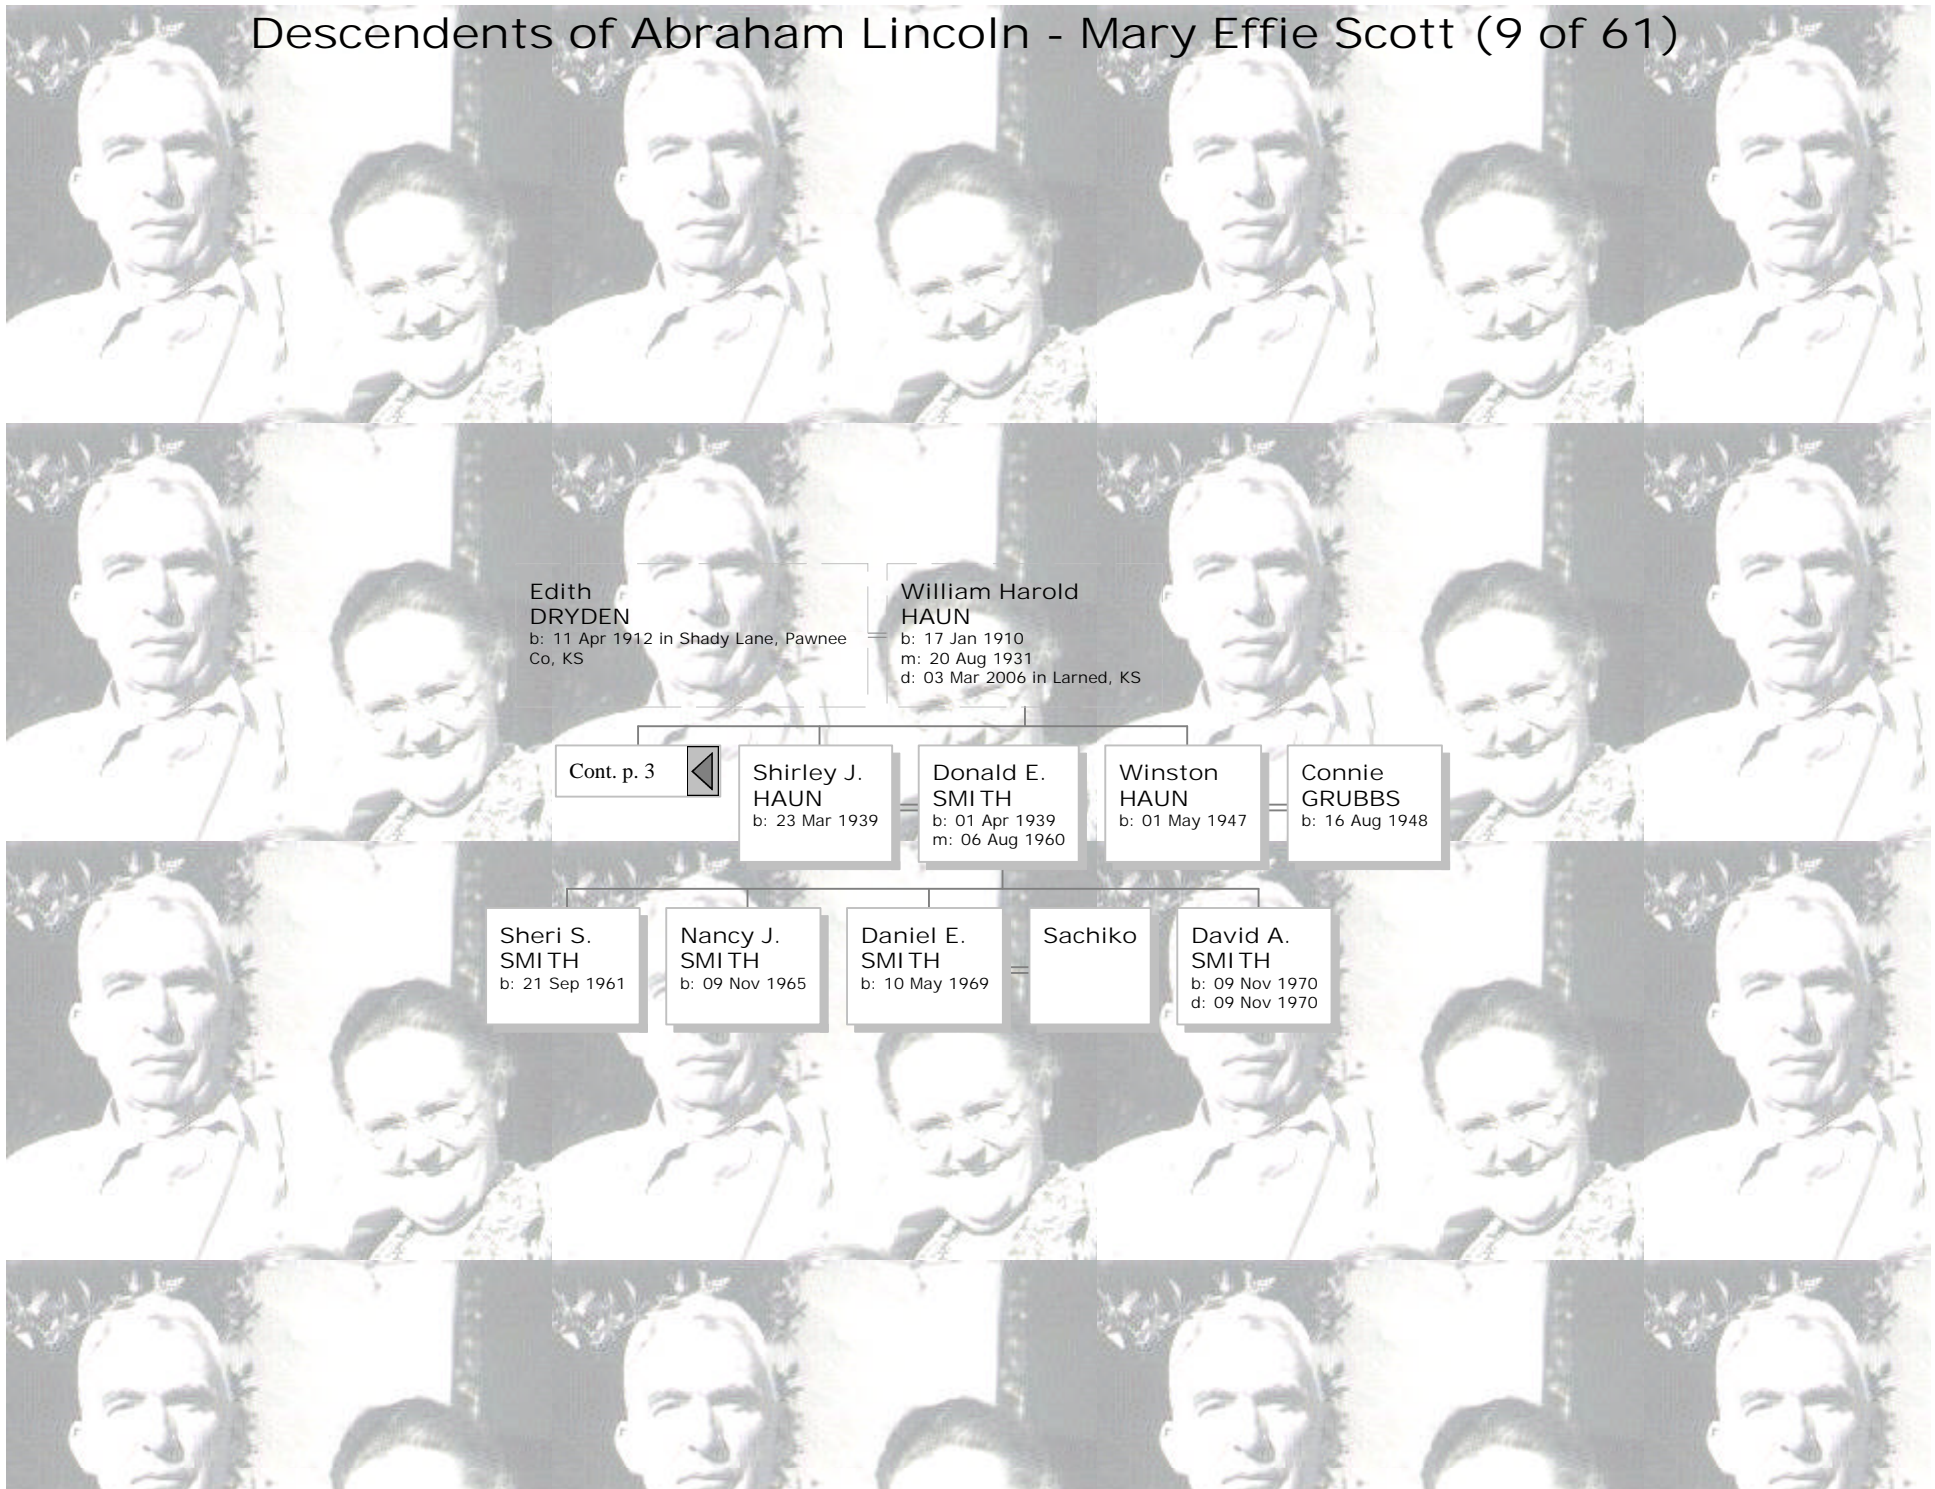 Descendents of Abraham Lincoln - Mary Effie Scott (9 of 61)
Edith
DRYDEN
b: 11 Apr 1912 in Shady Lane, Pawnee
Co, KS
William Harold
HAUN
b: 17 Jan 1910
m: 20 Aug 1931
d: 03 Mar 2006 in Larned, KS
Cont. p. 3
Shirley J.
HAUN
b: 23 Mar 1939
Donald E.
SMITH
b: 01 Apr 1939
m: 06 Aug 1960
Winston
HAUN
b: 01 May 1947
Connie
GRUBBS
b: 16 Aug 1948
Sheri S.
SMITH
b: 21 Sep 1961
Nancy J.
SMITH
b: 09 Nov 1965
Daniel E.
SMITH
b: 10 May 1969
Sachiko
David A.
SMITH
b: 09 Nov 1970
d: 09 Nov 1970